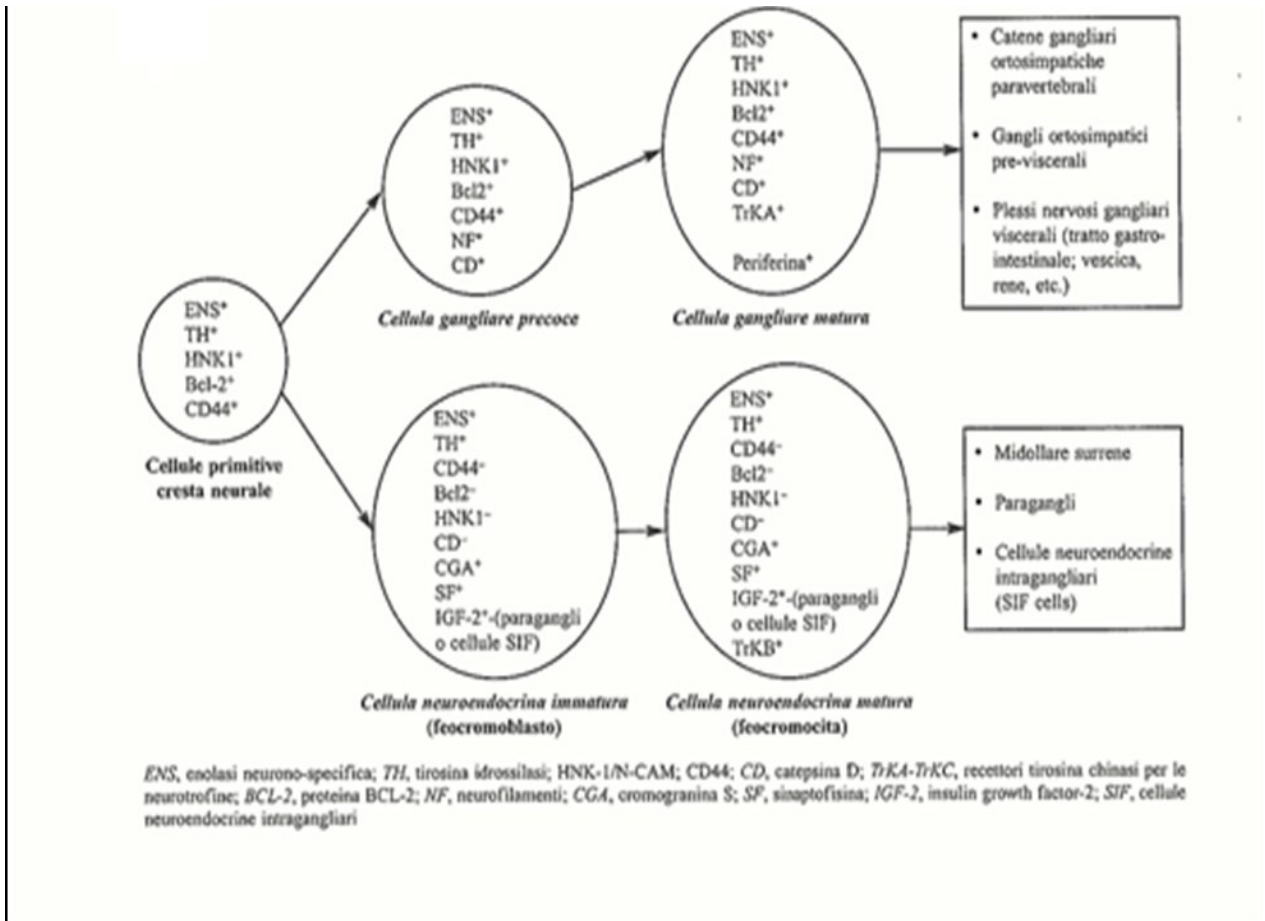 ENS⁺
TH⁺
HNK1⁺
Bcl-2⁺
CD44⁺
Cellule primitive
cresta neurale
ENS⁺
TH⁺
HNK1⁺
Bcl2⁺
CD44⁺
NF⁺
CD⁺
Cellula gangliare precoce
ENS⁺
TH⁺
HNK1⁺
Bcl2⁺
CD44⁺
NF⁺
CD⁺
TrKA⁺
Periferina⁺
Cellula gangliare matura
• Catene gangliari
ortosimpatiche
paravertebrali
• Gangli ortosimpatici
pre-viscerali
• Plessi nervosi gangliari
viscerali (tratto gastro-
intestinale; vescica,
rene, etc.)
ENS⁺
TH⁺
CD44⁻
Bcl2⁻
HNK1⁻
CD⁻
CGA⁺
SF⁺
IGF-2⁺-(paragangli
o cellule SIF)
Cellula neuroendocrina immatura
(feocromoblasto)
ENS⁺
TH⁺
CD44⁻
Bcl2⁻
HNK1⁻
CD⁻
CGA⁺
SF⁺
IGF-2⁺-(paragangli
o cellule SIF)
TrKB⁺
Cellula neuroendocrina matura
(feocromocita)
• Midollare surrene
• Paragangli
• Cellule neuroendocrine
intragangliari
(SIF cells)
ENS, enolasi neurono-specifica; TH, tirosina idrossilasi; HNK-1/N-CAM; CD44; CD, catepsina D; TrKA-TrKC, recettori tirosina chinasi per le
neurotrofine; BCL-2, proteina BCL-2; NF, neurofilamenti; CGA, cromogranina S; SF, sinaptofisina; IGF-2, insulin growth factor-2; SIF, cellule
neuroendocrine intragangliari